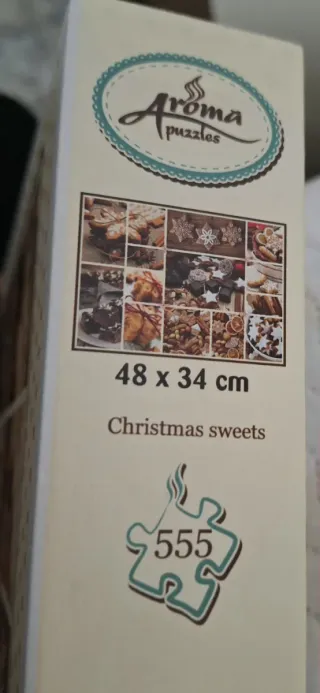 Aroma
puzzles
48 x 34 cm
Christmas sweets
555